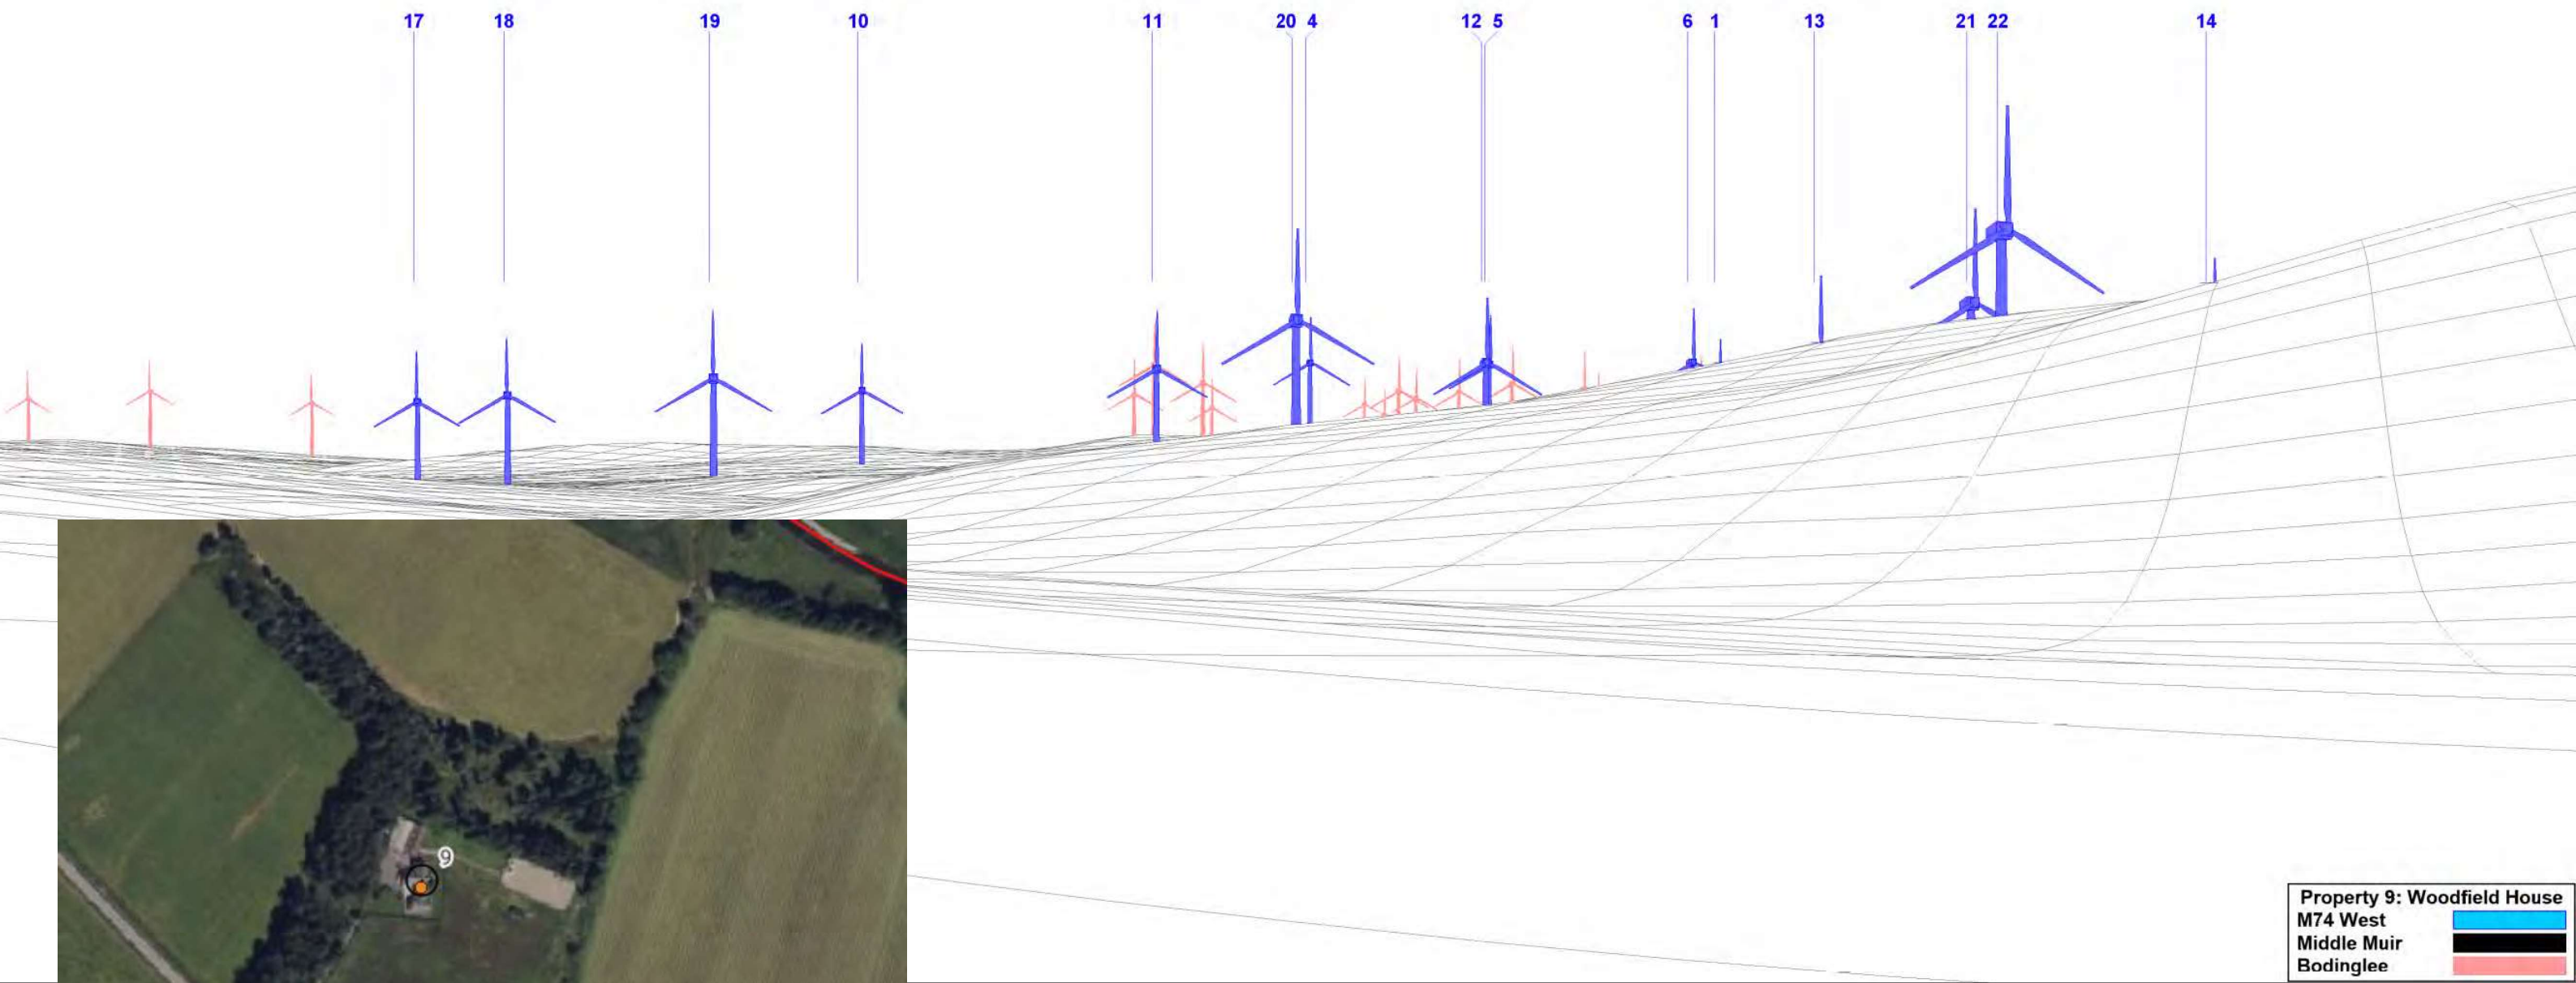 17 18 19 10 11 20 4 12 5 6 1 13 21 22 14
9
Property 9: Woodfield House
M74 West
Middle Muir
Bodinglee